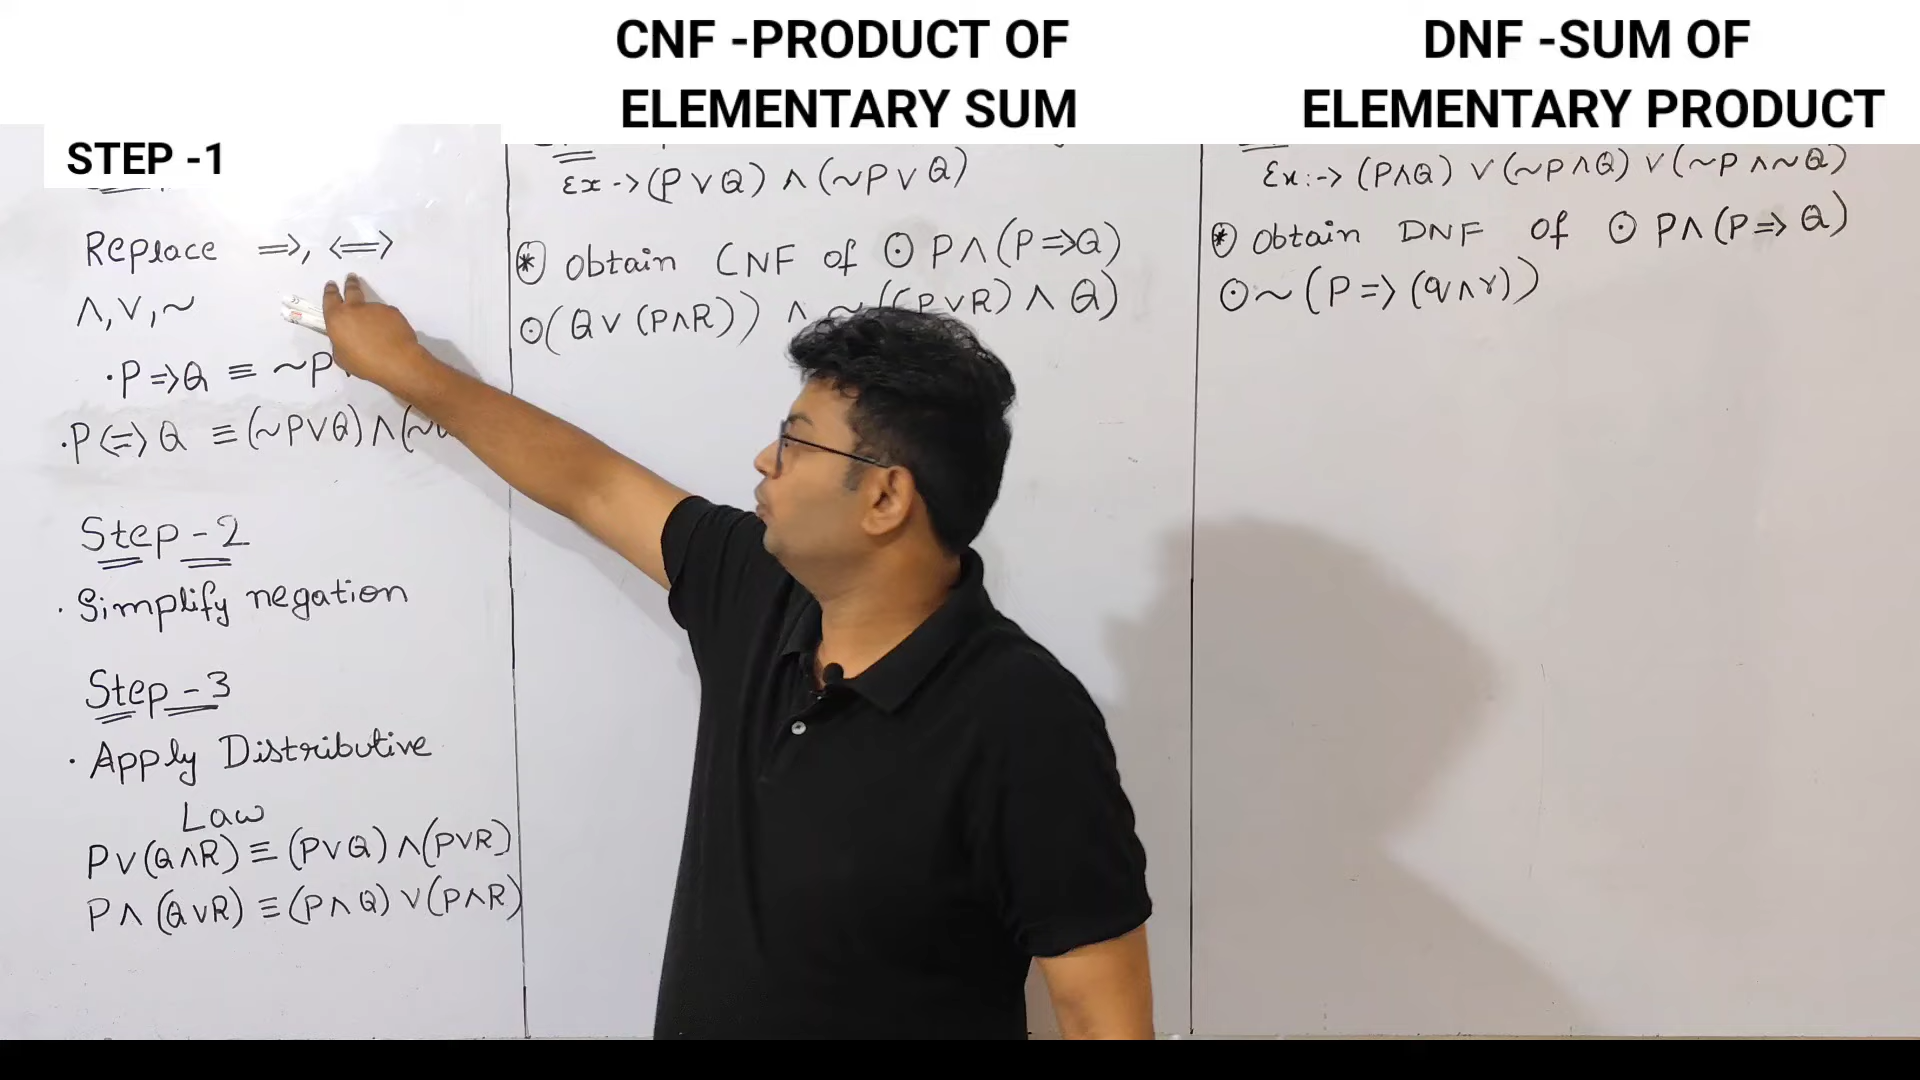 CNF -PRODUCT OF
ELEMENTARY SUM
DNF -SUM OF
ELEMENTARY PRODUCT
STEP -1
Replace ⇒, ⇔
∧, ∨, ~
· P ⇒ Q ≡ ~P
· P ⇔ Q ≡ (~P∨Q) ∧ (~
Step - 2
· Simplify negation
Step - 3
· Apply Distributive
Law
P∨(Q∧R) ≡ (P∨Q) ∧ (P∨R)
P∧(Q∨R) ≡ (P∧Q) ∨ (P∧R)
Ex -> (P∨Q) ∧ (~P∨Q)
* Obtain CNF of ⊙ P∧(P⇒Q)
⊙ (Q∨(P∧R)) ∧ ~((P∨R) ∧ Q)
Ex :-> (P∧Q) ∨ (~P∧Q) ∨ (~P∧~Q)
* Obtain DNF of ⊙ P∧(P⇒Q)
⊙ ~(P ⇒ (q∧r))